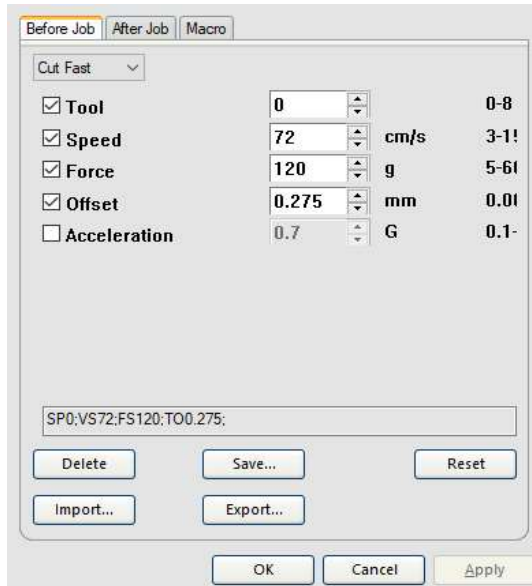 Before Job After Job Macro
Cut Fast
Tool 0 0-8
Speed 72 cm/s
Force 120 g
Offset 0.275 mm
Acceleration 0.7 G
SP0;VS72;FS120;TO0.275;
Delete Save... Reset
Import... Export...
OK Cancel Apply